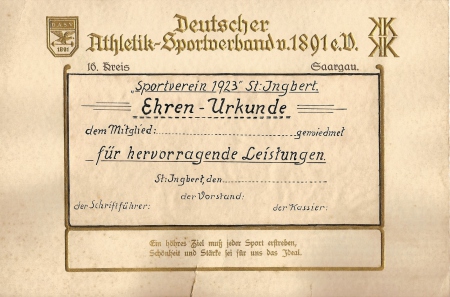 Deutscher
Athletik-Sportverband v. 1891 e.V.
1891
16. Kreis Saargau.
„Sportverein 1923" St: Ingbert.
Ehren-Urkunde
dem Mitglied: gewiedmet
für hervorragende Leistungen.
St: Ingbert, den
der Vorstand:
der Schriftführer: der Kassier:
Ein höhres Ziel muß jeder Sport erstreben,
Schönheit und Stärke sei für uns das Ideal.